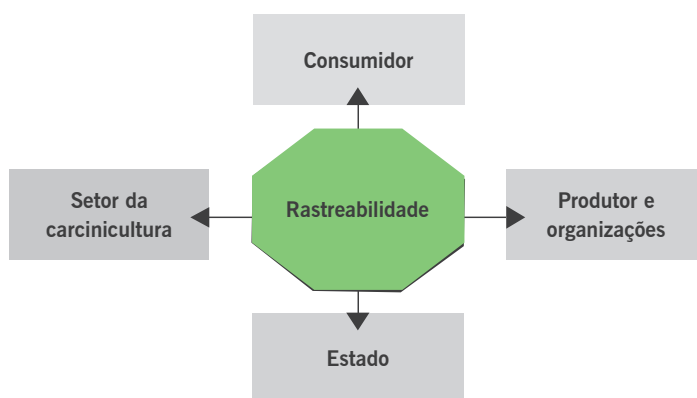 Consumidor
Setor da
carcinicultura
Rastreabilidade
Produtor e
organizações
Estado